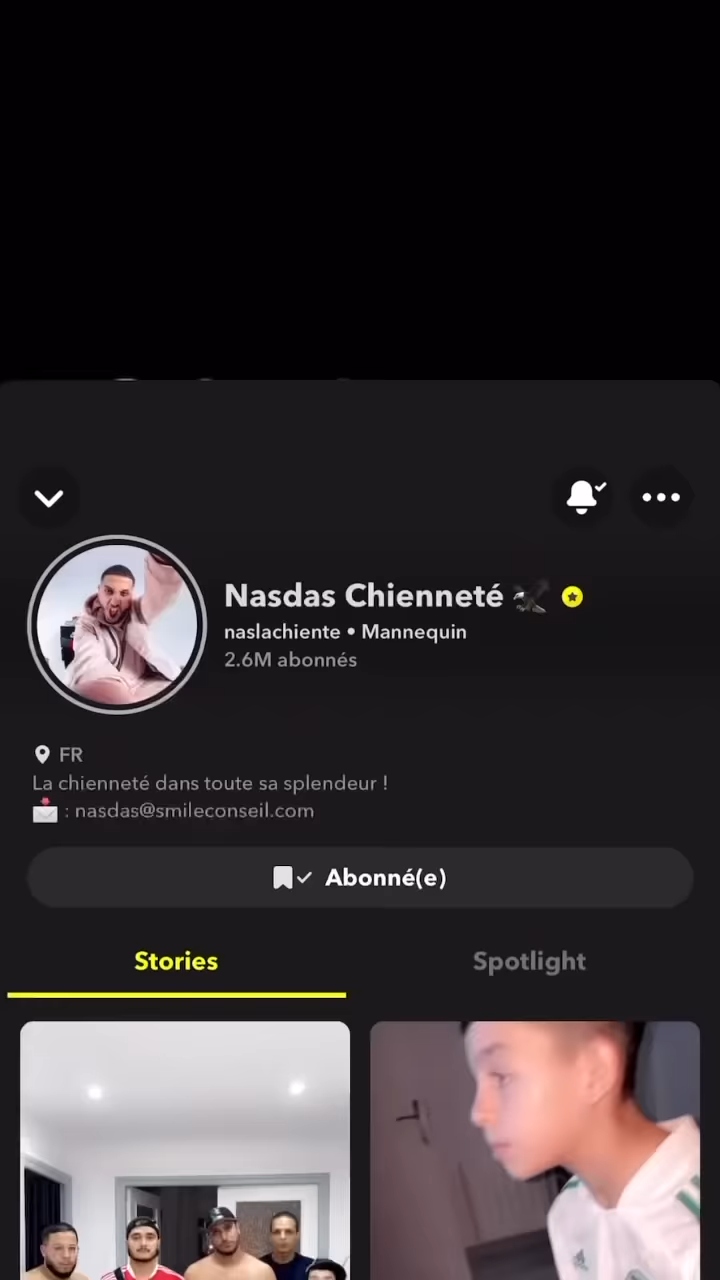 Nasdas Chienneté
naslachiente • Mannequin
2.6M abonnés
FR
La chienneté dans toute sa splendeur !
: nasdas@smileconseil.com
Abonné(e)
Stories
Spotlight